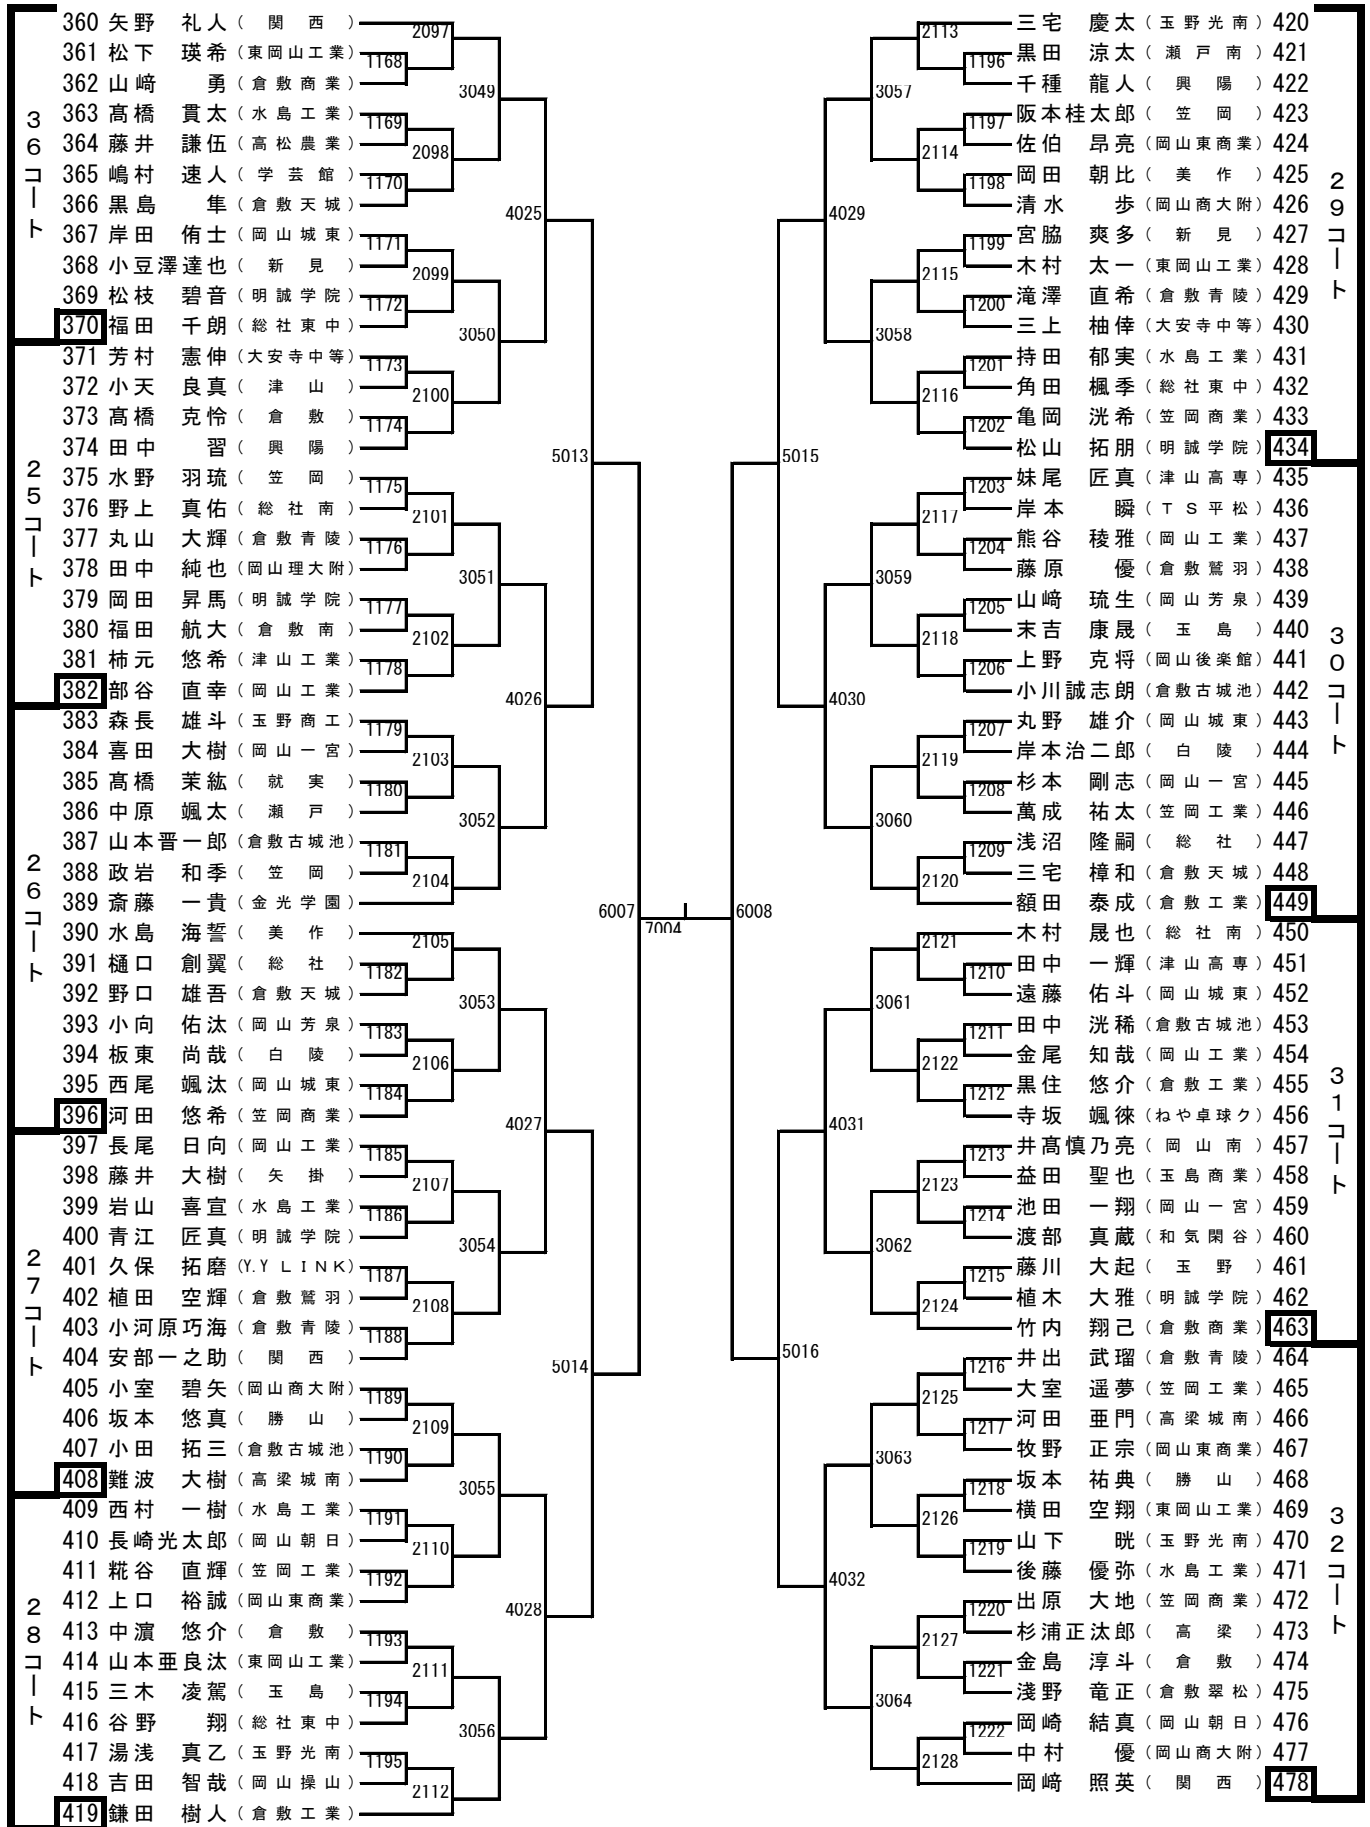 360 矢野 礼人 (関西)
361 松下 瑛希 (東岡山工業)
362 山﨑 勇 (倉敷商業)
363 髙橋 貫太 (水島工業)
364 藤井 謙伍 (高松農業)
365 嶋村 速人 (学芸館)
366 黒島 隼 (倉敷天城)
367 岸田 侑士 (岡山城東)
368 小豆澤達也 (新見)
369 松枝 碧音 (明誠学院)
370 福田 千朗 (総社東中)
371 芳村 憲伸 (大安寺中等)
372 小天 良真 (津山)
373 髙橋 克怜 (倉敷)
374 田中 習 (興陽)
375 水野 羽琉 (笠岡)
376 野上 真佑 (総社南)
377 丸山 大輝 (倉敷青陵)
378 田中 純也 (岡山理大附)
379 岡田 昇馬 (明誠学院)
380 福田 航大 (倉敷南)
381 柿元 悠希 (津山工業)
382 部谷 直幸 (岡山工業)
383 森長 雄斗 (玉野商工)
384 喜田 大樹 (岡山一宮)
385 髙橋 茉紘 (就実)
386 中原 颯太 (瀬戸)
387 山本晋一郎 (倉敷古城池)
388 政岩 和季 (笠岡)
389 斎藤 一貴 (金光学園)
390 水島 海誓 (美作)
391 樋口 創翼 (総社)
392 野口 雄吾 (倉敷天城)
393 小向 佑汰 (岡山芳泉)
394 板東 尚哉 (白陵)
395 西尾 颯汰 (岡山城東)
396 河田 悠希 (笠岡商業)
397 長尾 日向 (岡山工業)
398 藤井 大樹 (矢掛)
399 岩山 喜宣 (水島工業)
400 青江 匠真 (明誠学院)
401 久保 拓磨 (Y.Y LINK)
402 植田 空輝 (倉敷鷲羽)
403 小河原巧海 (倉敷青陵)
404 安部一之助 (関西)
405 小室 碧矢 (岡山商大附)
406 坂本 悠真 (勝山)
407 小田 拓三 (倉敷古城池)
408 難波 大樹 (高梁城南)
409 西村 一樹 (水島工業)
410 長崎光太郎 (岡山朝日)
411 糀谷 直輝 (笠岡工業)
412 上口 裕誠 (岡山東商業)
413 中濵 悠介 (倉敷)
414 山本亜良汰 (東岡山工業)
415 三木 凌駕 (玉島)
416 谷野 翔 (総社東中)
417 湯浅 真乙 (玉野光南)
418 吉田 智哉 (岡山操山)
419 鎌田 樹人 (倉敷工業)
36コート
25コート
26コート
27コート
28コート
1168
1169
1170
1171
1172
1173
1174
1175
1176
1177
1178
1179
1180
1181
1182
1183
1184
1185
1186
1187
1188
1189
1190
1191
1192
1193
1194
1195
2097
2098
2099
2100
2101
2102
2103
2104
2105
2106
2107
2108
2109
2110
2111
2112
3049
3050
3051
3052
3053
3054
3055
3056
4025
4026
4027
4028
5013
5014
6007
7004
6008
5015
5016
4029
4030
4031
4032
3057
3058
3059
3060
3061
3062
3063
3064
2113
2114
2115
2116
2117
2118
2119
2120
2121
2122
2123
2124
2125
2126
2127
2128
1196
1197
1198
1199
1200
1201
1202
1203
1204
1205
1206
1207
1208
1209
1210
1211
1212
1213
1214
1215
1216
1217
1218
1219
1220
1221
1222
三宅 慶太 (玉野光南) 420
黒田 涼太 (瀬戸南) 421
千種 龍人 (興陽) 422
阪本桂太郎 (笠岡) 423
佐伯 昂亮 (岡山東商業) 424
岡田 朝比 (美作) 425
清水 歩 (岡山商大附) 426
宮脇 爽多 (新見) 427
木村 太一 (東岡山工業) 428
滝澤 直希 (倉敷青陵) 429
三上 柚倖 (大安寺中等) 430
持田 郁実 (水島工業) 431
角田 楓季 (総社東中) 432
亀岡 洸希 (笠岡商業) 433
松山 拓朋 (明誠学院) 434
妹尾 匠真 (津山高専) 435
岸本 瞬 (TS平松) 436
熊谷 稜雅 (岡山工業) 437
藤原 優 (倉敷鷲羽) 438
山﨑 琉生 (岡山芳泉) 439
末吉 康晟 (玉島) 440
上野 克将 (岡山後楽館) 441
小川誠志朗 (倉敷古城池) 442
丸野 雄介 (岡山城東) 443
岸本治二郎 (白陵) 444
杉本 剛志 (岡山一宮) 445
萬成 祐太 (笠岡工業) 446
浅沼 隆嗣 (総社) 447
三宅 樟和 (倉敷天城) 448
額田 泰成 (倉敷工業) 449
木村 晟也 (総社南) 450
田中 一輝 (津山高専) 451
遠藤 佑斗 (岡山城東) 452
田中 洸稀 (倉敷古城池) 453
金尾 知哉 (岡山工業) 454
黒住 悠介 (倉敷工業) 455
寺坂 颯徠 (ねや卓球ク) 456
井髙慎乃亮 (岡山南) 457
益田 聖也 (玉島商業) 458
池田 一翔 (岡山一宮) 459
渡部 真蔵 (和気閑谷) 460
藤川 大起 (玉野) 461
植木 大雅 (明誠学院) 462
竹内 翔己 (倉敷商業) 463
井出 武瑠 (倉敷青陵) 464
大室 遥夢 (笠岡工業) 465
河田 亜門 (高梁城南) 466
牧野 正宗 (岡山東商業) 467
坂本 祐典 (勝山) 468
横田 空翔 (東岡山工業) 469
山下 晄 (玉野光南) 470
後藤 優弥 (水島工業) 471
出原 大地 (笠岡商業) 472
杉浦正汰郎 (高梁) 473
金島 淳斗 (倉敷) 474
淺野 竜正 (倉敷翠松) 475
岡崎 結真 (岡山朝日) 476
中村 優 (岡山商大附) 477
岡﨑 照英 (関西) 478
29コート
30コート
31コート
32コート